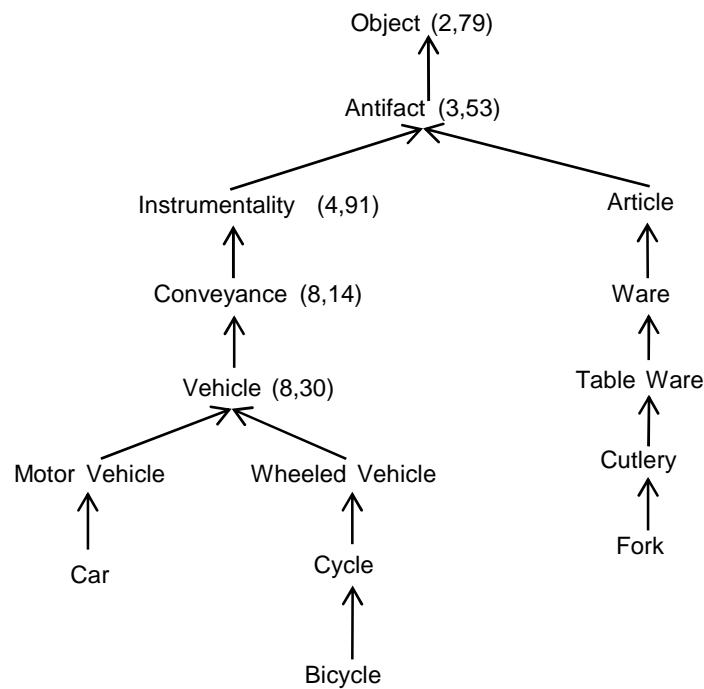 Object (2,79)
Antifact (3,53)
Instrumentality (4,91)
Article
Conveyance (8,14)
Ware
Vehicle (8,30)
Table Ware
Motor Vehicle
Wheeled Vehicle
Cutlery
Car
Cycle
Fork
Bicycle